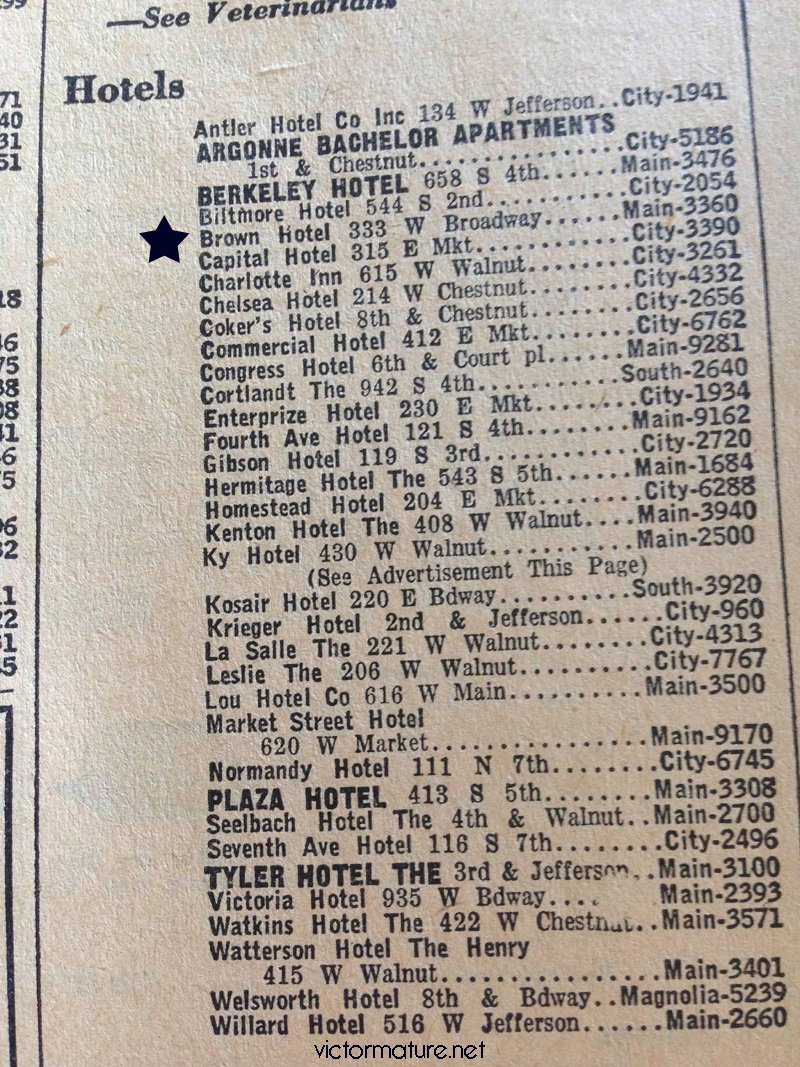 —See Veterinarians
Hotels
Antler Hotel Co Inc 134 W Jefferson..City-1941
ARGONNE BACHELOR APARTMENTS
1st & Chestnut................City-5186
BERKELEY HOTEL 658 S 4th......Main-3476
Biltmore Hotel 544 S 2nd..........City-2054
Brown Hotel 333 W Broadway......Main-3360
Capital Hotel 315 E Mkt...........City-3390
Charlotte Inn 615 W Walnut........City-3261
Chelsea Hotel 214 W Chestnut.......City-4332
Coker's Hotel 8th & Chestnut.......City-2656
Commercial Hotel 412 E Mkt........City-6762
Congress Hotel 6th & Court pl......Main-9281
Cortlandt The 942 S 4th...........South-2640
Enterprize Hotel 230 E Mkt........City-1934
Fourth Ave Hotel 121 S 4th........Main-9162
Gibson Hotel 119 S 3rd............City-2720
Hermitage Hotel The 543 S 5th......Main-1684
Homestead Hotel 204 E Mkt........City-6288
Kenton Hotel The 408 W Walnut....Main-3940
Ky Hotel 430 W Walnut...........Main-2500
(See Advertisement This Page)
Kosair Hotel 220 E Bdway..........South-3920
Krieger Hotel 2nd & Jefferson......City-960
La Salle The 221 W Walnut........City-4313
Leslie The 206 W Walnut..........City-7767
Lou Hotel Co 616 W Main..........Main-3500
Market Street Hotel
620 W Market................Main-9170
Normandy Hotel 111 N 7th........City-6745
PLAZA HOTEL 413 S 5th........Main-3308
Seelbach Hotel The 4th & Walnut..Main-2700
Seventh Ave Hotel 116 S 7th........City-2496
TYLER HOTEL THE 3rd & Jefferson..Main-3100
Victoria Hotel 935 W Bdway.... Main-2393
Watkins Hotel The 422 W Chestnut..Main-3571
Watterson Hotel The Henry
415 W Walnut................Main-3401
Welsworth Hotel 8th & Bdway..Magnolia-5239
Willard Hotel 516 W Jefferson......Main-2660
victormature.net